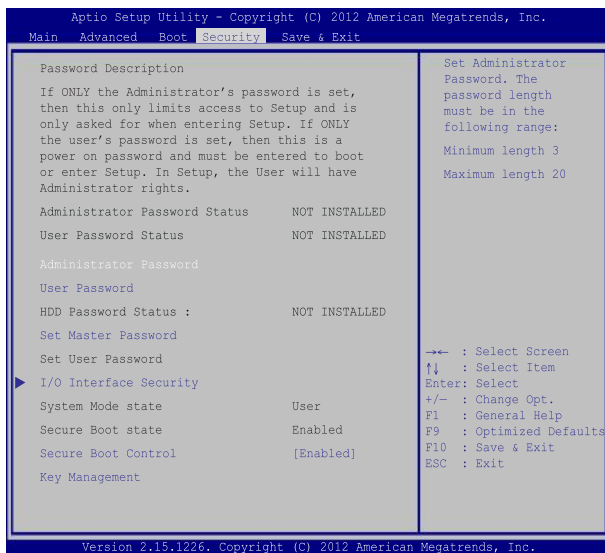 Aptio Setup Utility - Copyright (C) 2012 American Megatrends, Inc.
Main Advanced Boot Security Save & Exit
Password Description
If ONLY the Administrator's password is set,
then this only limits access to Setup and is
only asked for when entering Setup. If ONLY
the user's password is set, then this is a
power on password and must be entered to boot
or enter Setup. In Setup, the User will have
Administrator rights.
Administrator Password Status NOT INSTALLED
User Password Status NOT INSTALLED
Administrator Password
User Password
HDD Password Status : NOT INSTALLED
Set Master Password
Set User Password
I/O Interface Security
System Mode state User
Secure Boot state Enabled
Secure Boot Control [Enabled]
Key Management
Set Administrator
Password. The
password length
must be in the
following range:
Minimum length 3
Maximum length 20
→← : Select Screen
↑↓ : Select Item
Enter: Select
+/— : Change Opt.
F1 : General Help
F9 : Optimized Defaults
F10 : Save & Exit
ESC : Exit
Version 2.15.1226. Copyright (C) 2012 American Megatrends, Inc.